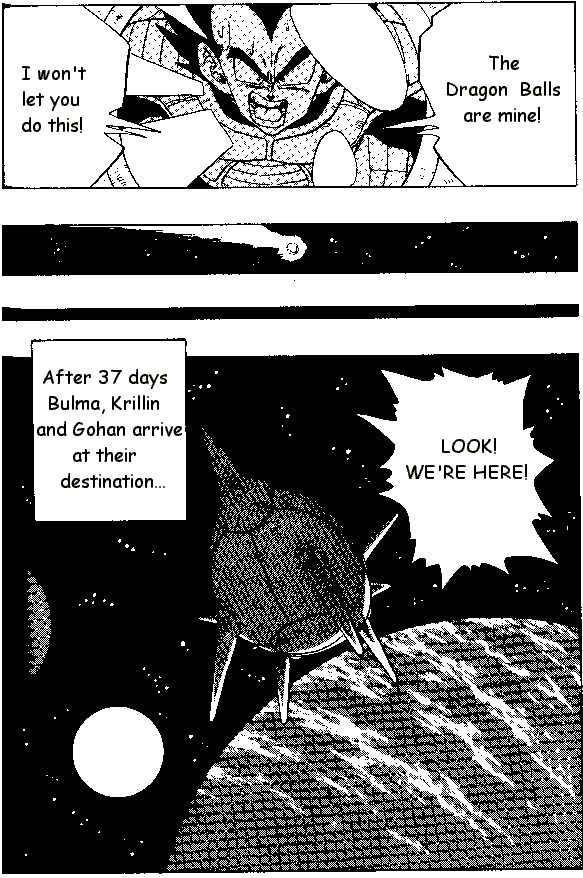 I won't
let you
do this!
The
Dragon Balls
are mine!
After 37 days
Bulma, Krillin
and Gohan arrive
at their
destination...
LOOK!
WE'RE HERE!